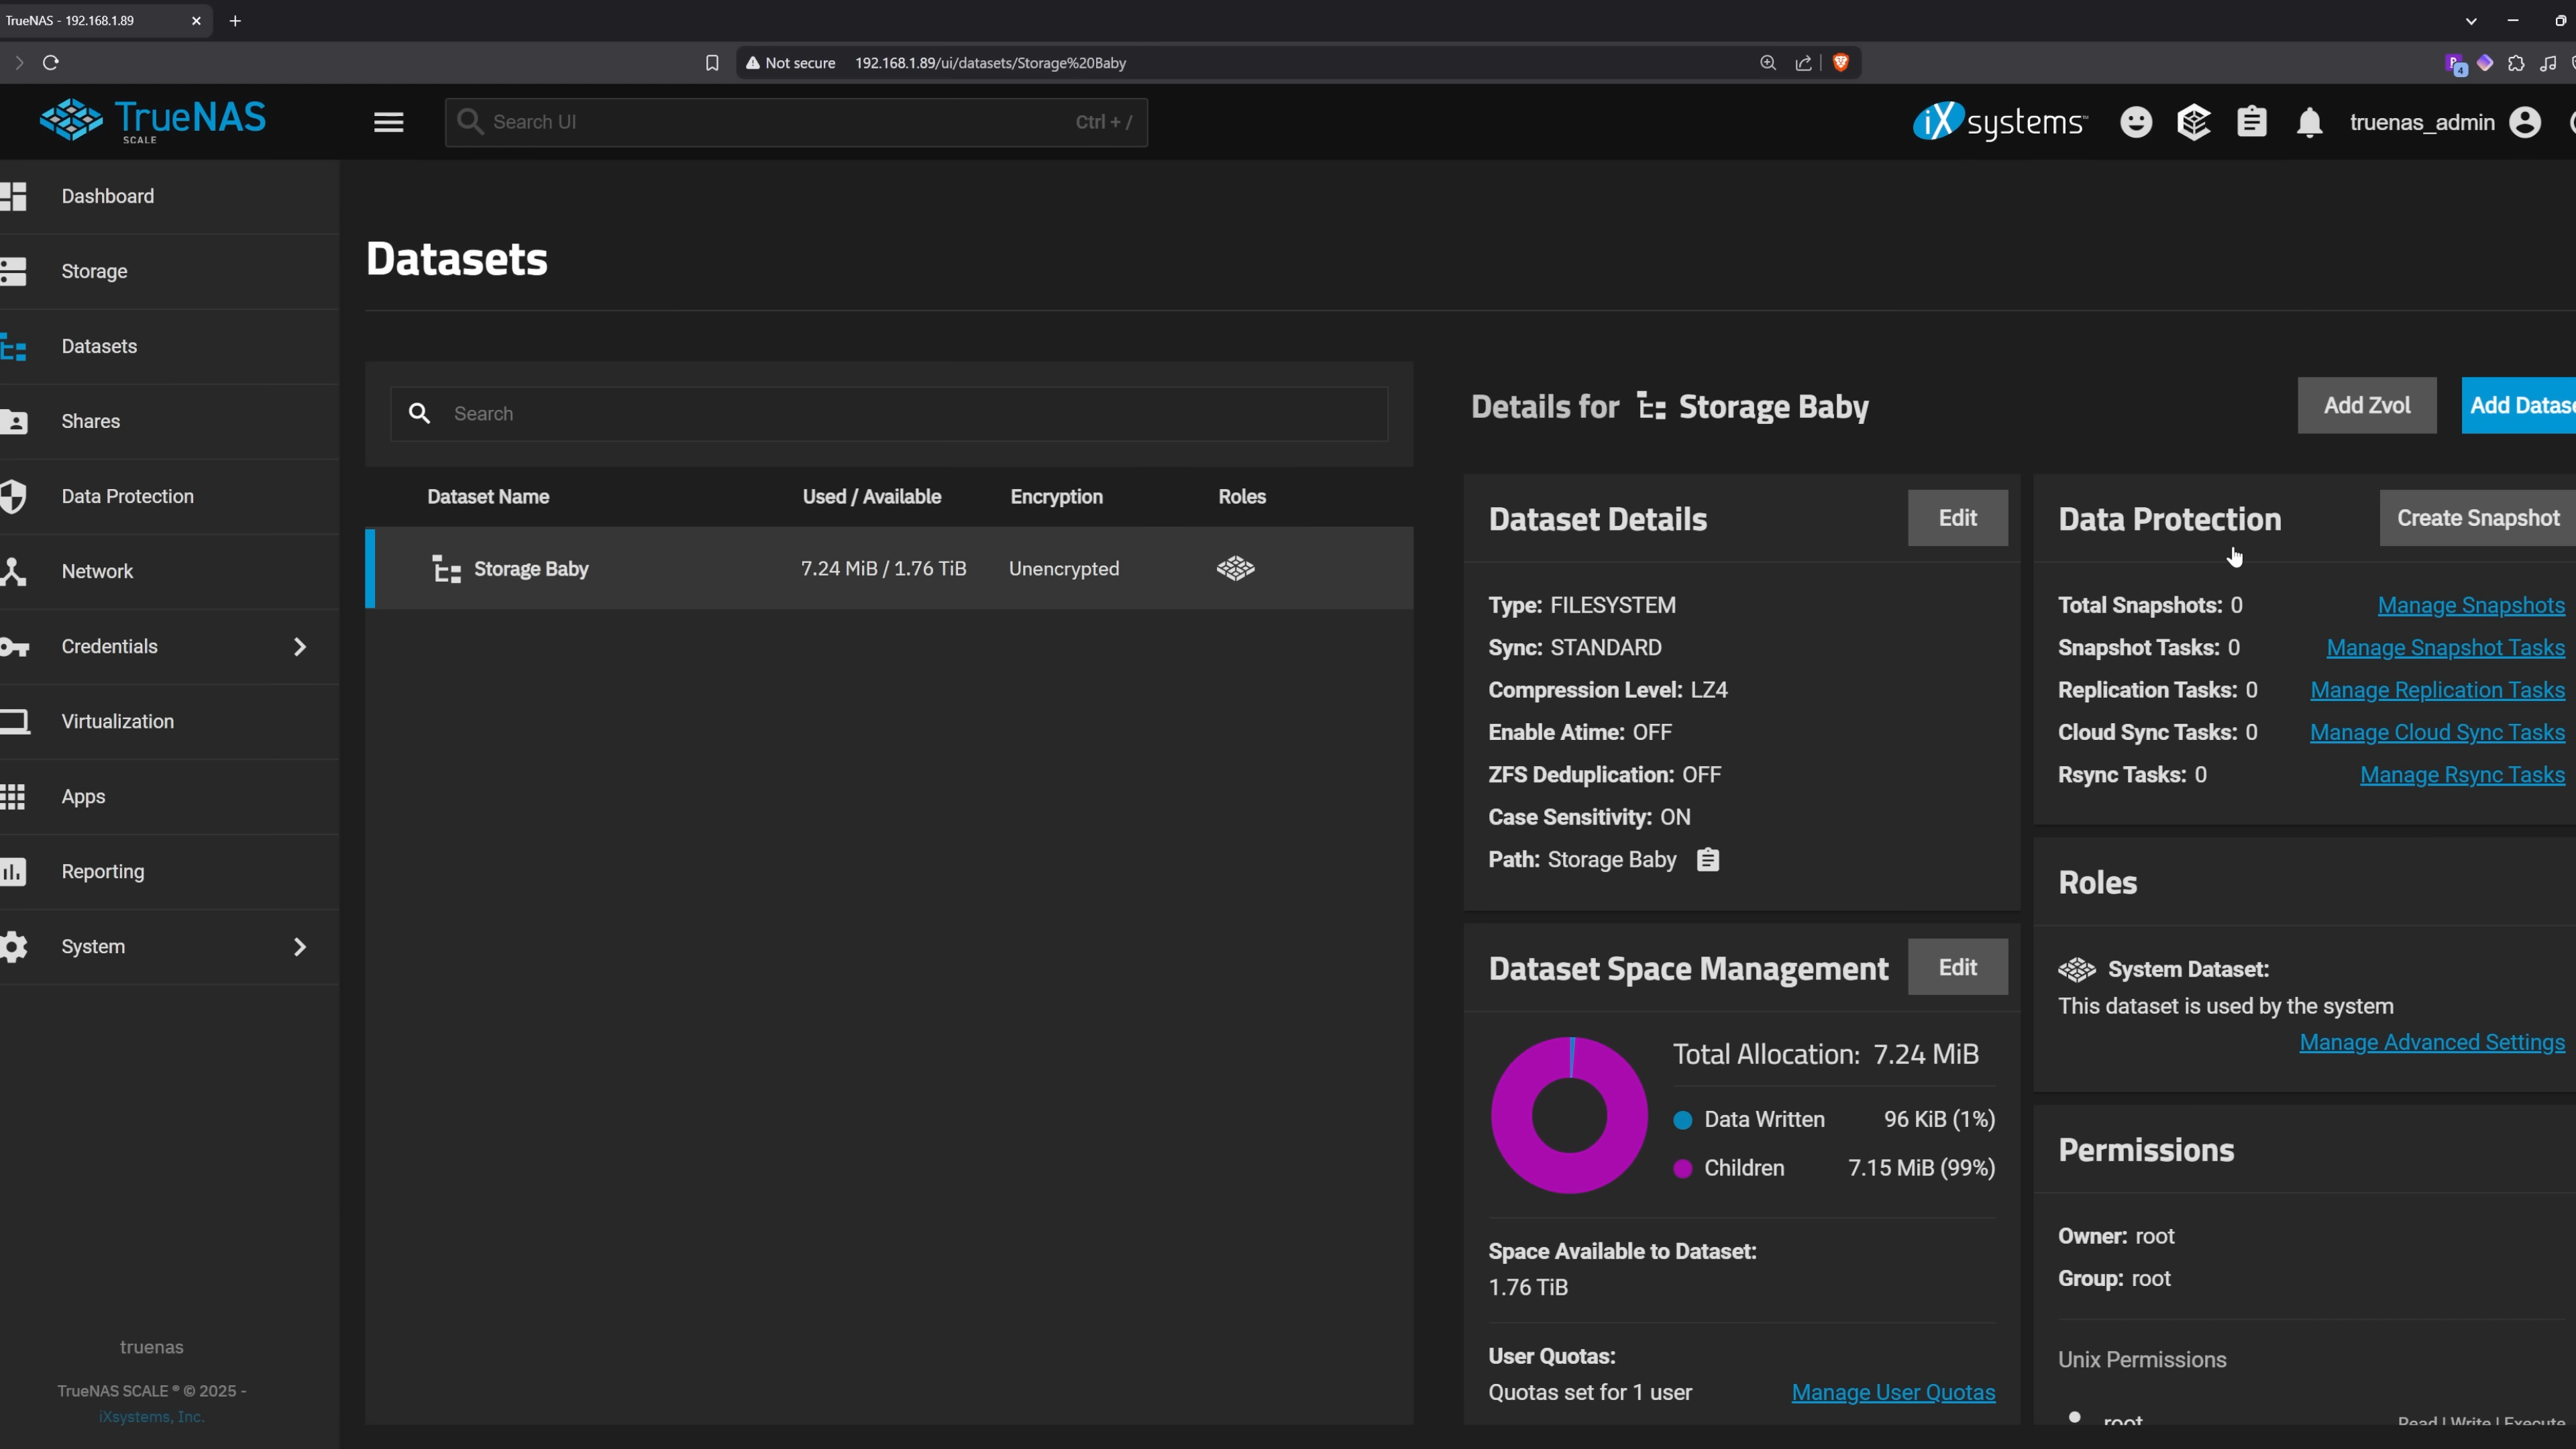 TrueNAS - 192.168.1.89
Not secure 192.168.1.89/ui/datasets/Storage%20Baby
4
TrueNAS
SCALE
Search UI
Ctrl + /
iX systems™
truenas_admin
Dashboard
Storage
Datasets
Shares
Data Protection
Network
Credentials
Virtualization
Apps
Reporting
System
truenas
TrueNAS SCALE ® © 2025 -
iXsystems, Inc.
Datasets
Search
Dataset Name Used / Available Encryption Roles
Storage Baby 7.24 MiB / 1.76 TiB Unencrypted
Details for Storage Baby
Add Zvol
Add Datase
Dataset Details
Edit
Type: FILESYSTEM
Sync: STANDARD
Compression Level: LZ4
Enable Atime: OFF
ZFS Deduplication: OFF
Case Sensitivity: ON
Path: Storage Baby
Dataset Space Management
Edit
Total Allocation: 7.24 MiB
Data Written 96 KiB (1%)
Children 7.15 MiB (99%)
Space Available to Dataset:
1.76 TiB
User Quotas:
Quotas set for 1 user Manage User Quotas
Data Protection
Create Snapshot
Total Snapshots: 0 Manage Snapshots
Snapshot Tasks: 0 Manage Snapshot Tasks
Replication Tasks: 0 Manage Replication Tasks
Cloud Sync Tasks: 0 Manage Cloud Sync Tasks
Rsync Tasks: 0 Manage Rsync Tasks
Roles
System Dataset:
This dataset is used by the system
Manage Advanced Settings
Permissions
Owner: root
Group: root
Unix Permissions
root Read | Write | Execute